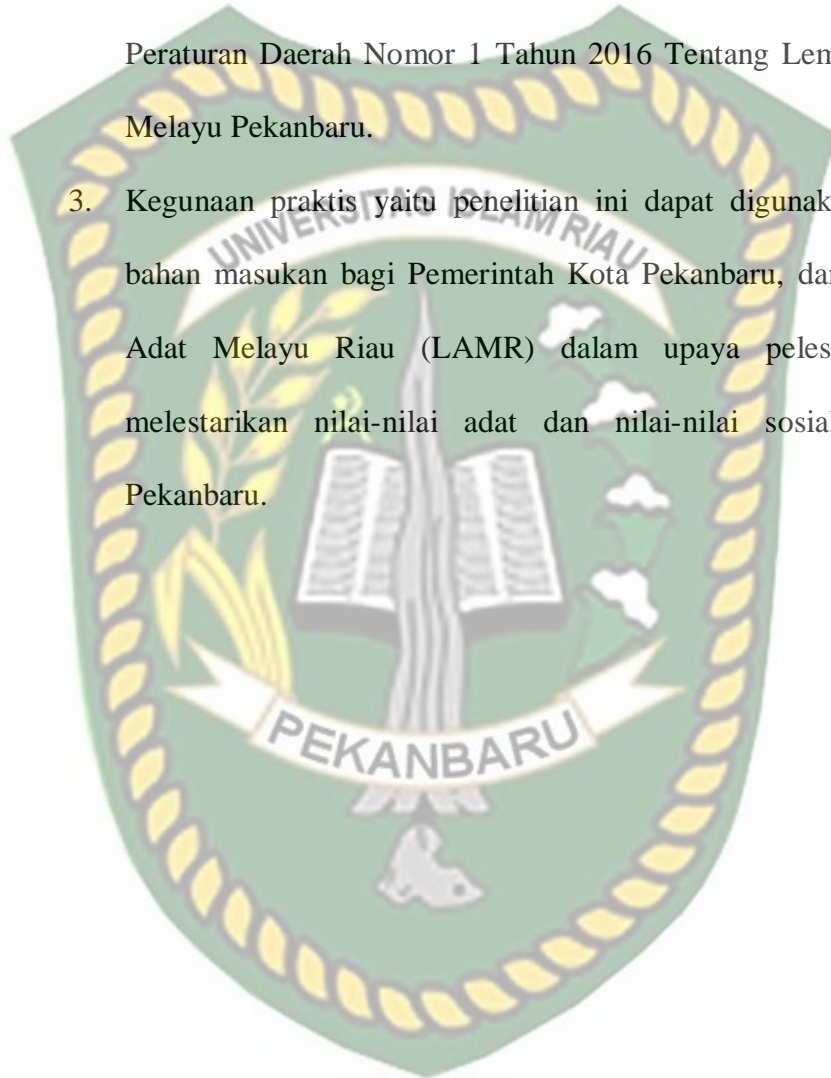 Peraturan Daerah Nomor 1 Tahun 2016 Tentang Lem
Melayu Pekanbaru.
3. Kegunaan praktis yaitu penelitian ini dapat digunak
UNIVERSITAS ISLAM RIAU
bahan masukan bagi Pemerintah Kota Pekanbaru, dan
Adat Melayu Riau (LAMR) dalam upaya peles
melestarikan nilai-nilai adat dan nilai-nilai sosial
Pekanbaru.
PEKANBARU